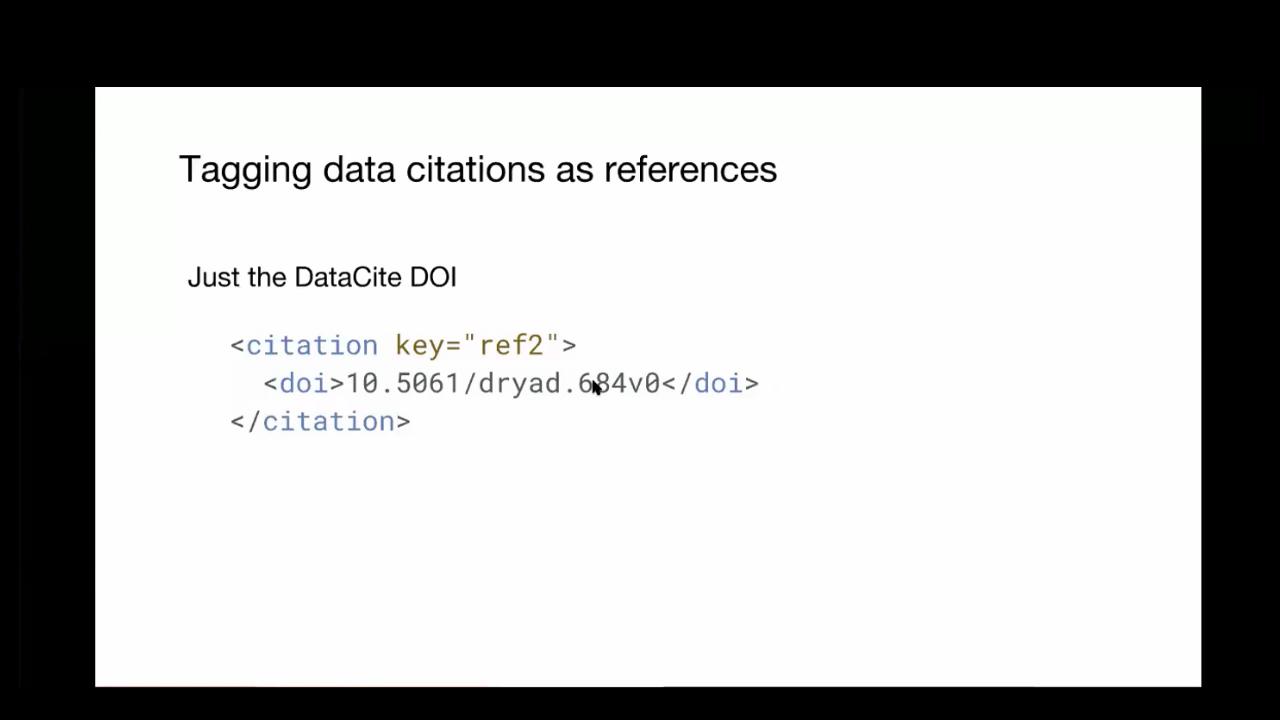 Tagging data citations as references
Just the DataCite DOI
<citation key="ref2">
<doi>10.5061/dryad.684v0</doi>
</citation>